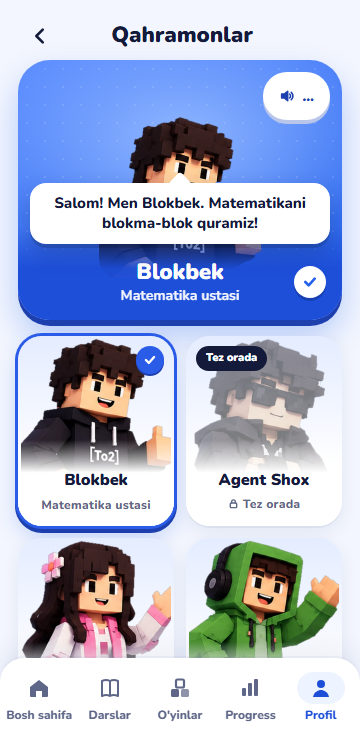 Qahramonlar
...
Salom! Men Blokbek. Matematikani
blokma-blok quramiz!
[To2]
Blokbek
Matematika ustasi
[To2]
Blokbek
Matematika ustasi
Tez orada
Agent Shox
Tez orada
Bosh sahifa
Darslar
O'yinlar
Progress
Profil